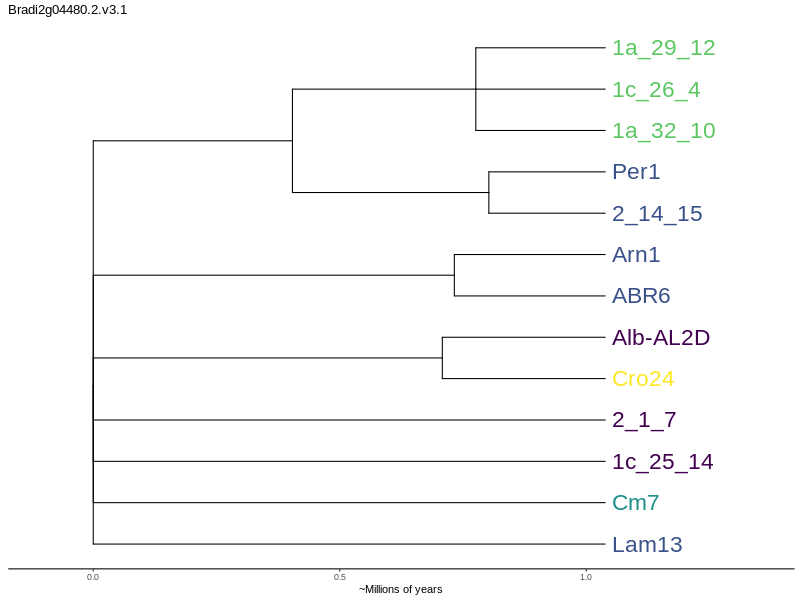 Bradi2g04480.2.v3.1
1a_29_12
1c_26_4
1a_32_10
Per1
2_14_15
Arn1
ABR6
Alb-AL2D
Cro24
2_1_7
1c_25_14
Cm7
Lam13
0.0 0.5 1.0
~Millions of years